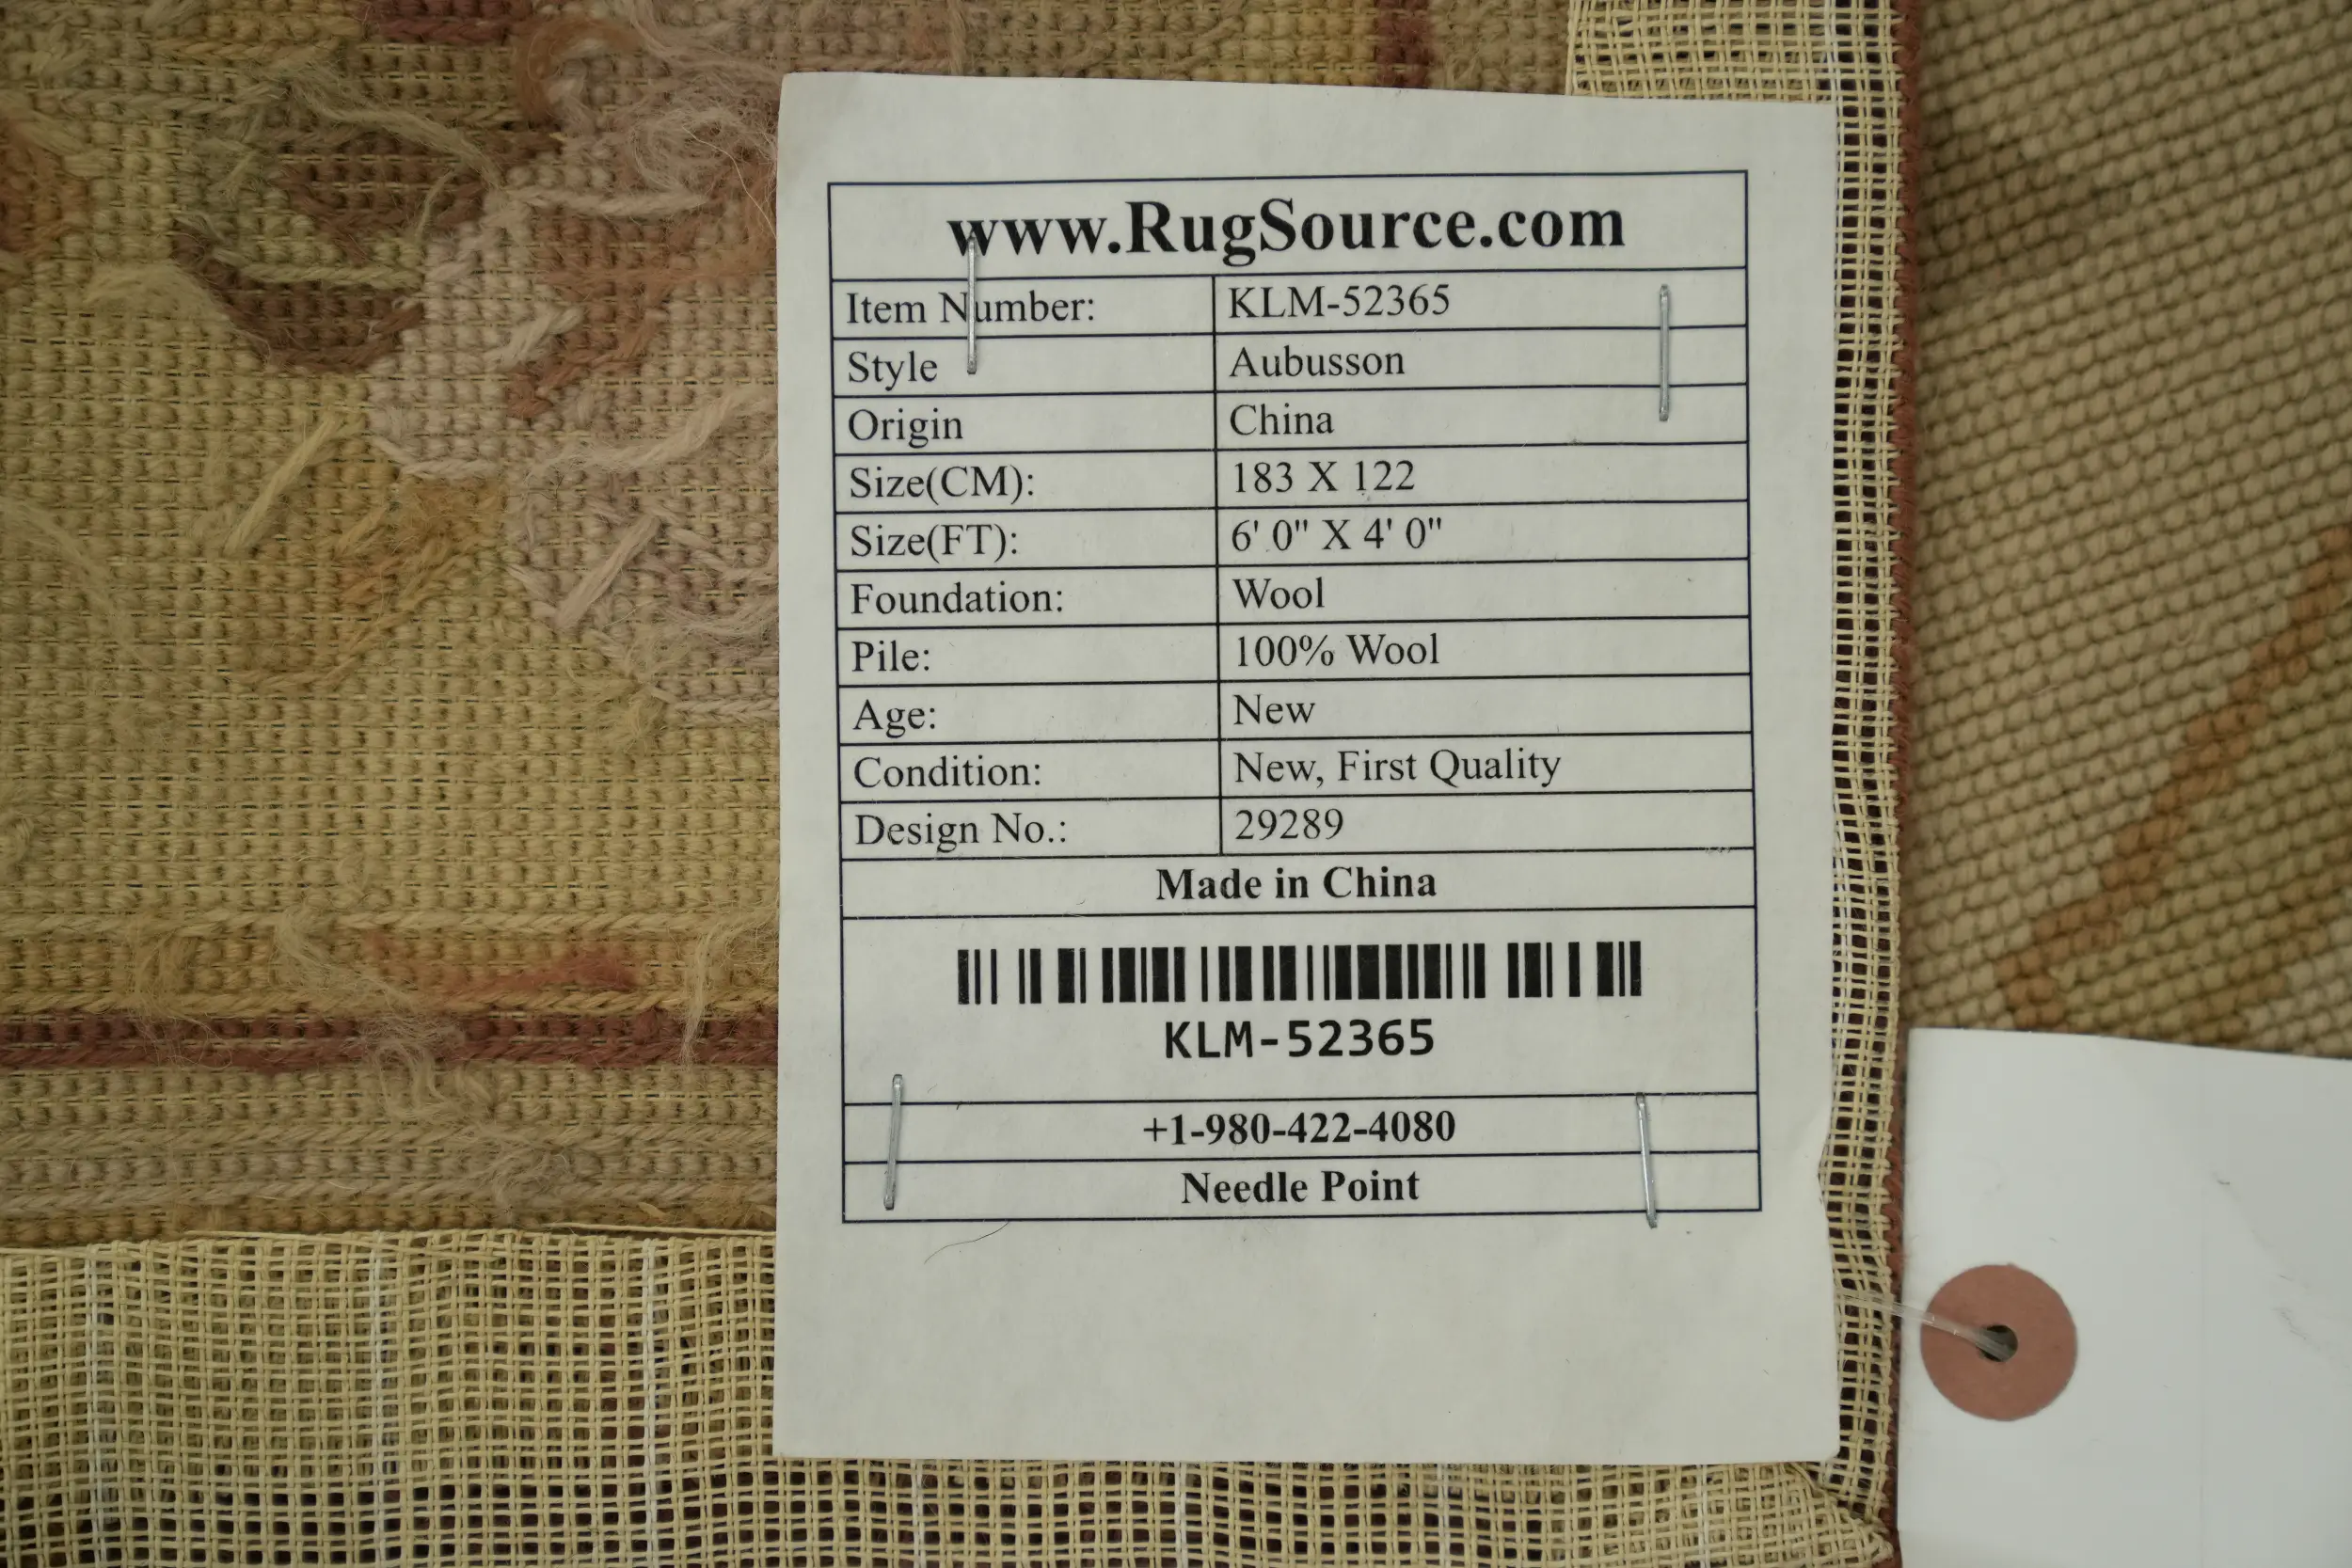 www.RugSource.com
Item Number: KLM-52365
Style Aubusson
Origin China
Size(CM): 183 X 122
Size(FT): 6' 0" X 4' 0"
Foundation: Wool
Pile: 100% Wool
Age: New
Condition: New, First Quality
Design No.: 29289
Made in China
KLM-52365
+1-980-422-4080
Needle Point